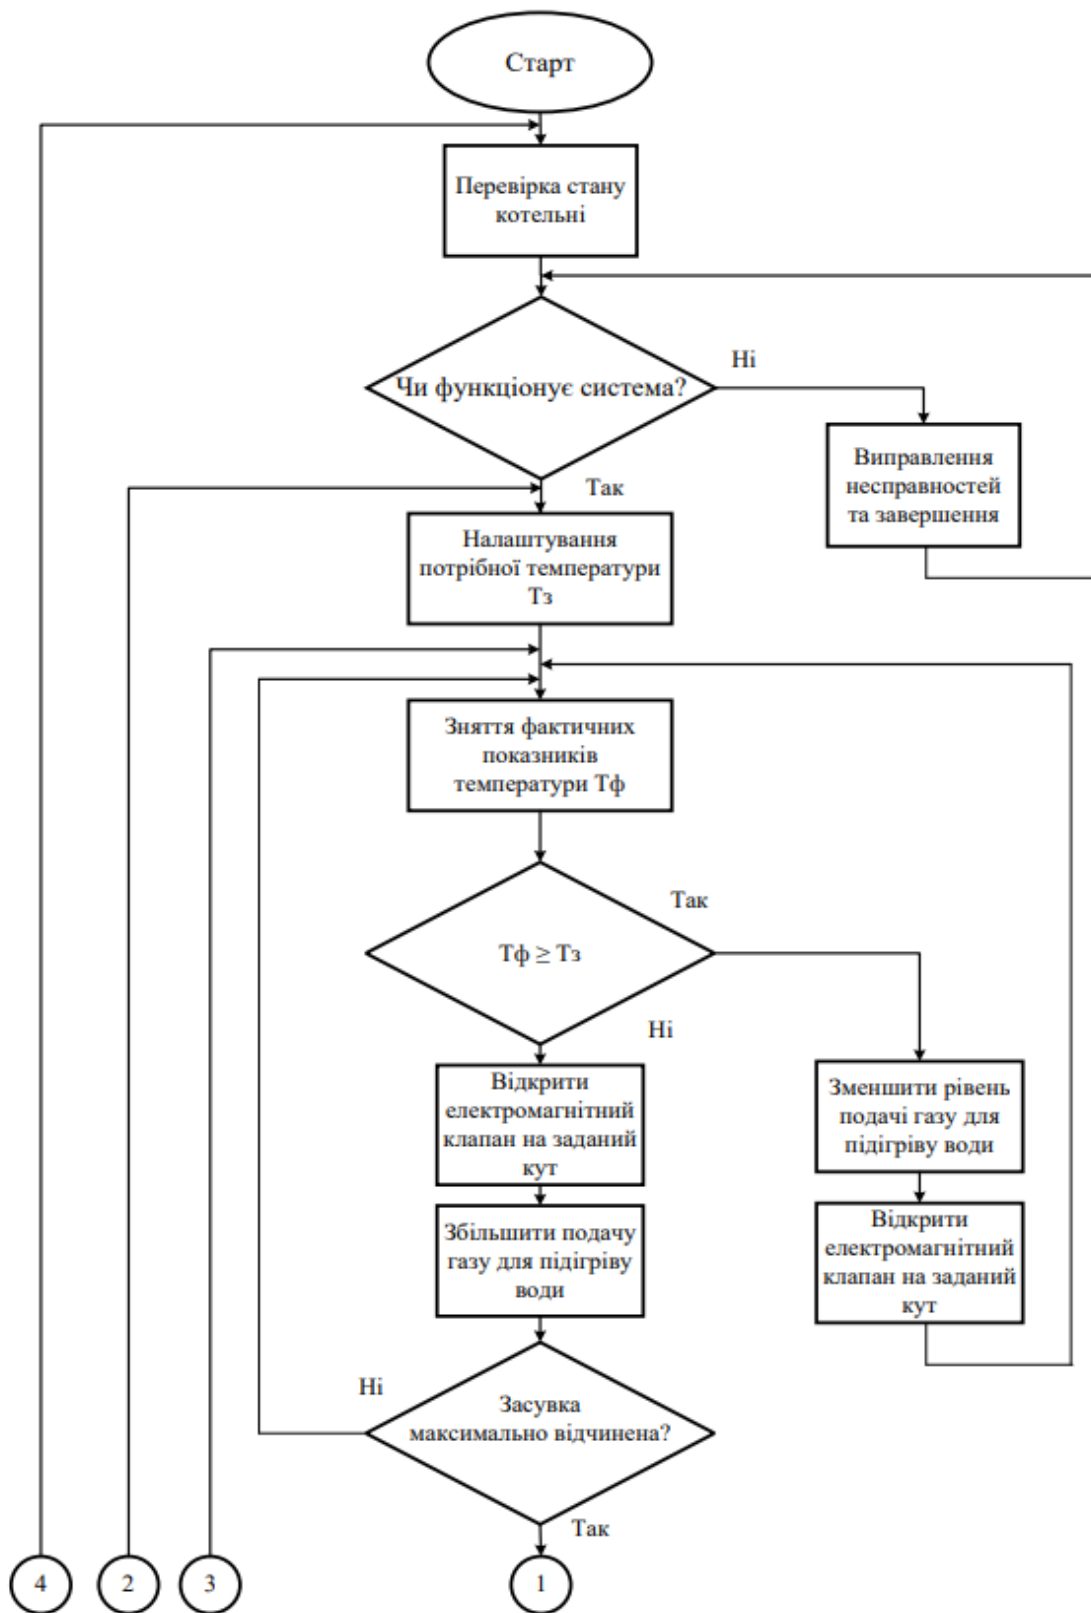 Старт
Перевірка стану
котельні
Чи функціонує система?
Ні
Виправлення
несправностей
та завершення
Так
Налаштування
потрібної температури
Тз
Зняття фактичних
показників
температури Тф
Так
Тф ≥ Тз
Ні
Відкрити
електромагнітний
клапан на заданий
кут
Зменшити рівень
подачі газу для
підігріву води
Збільшити подачу
газу для підігріву
води
Відкрити
електромагнітний
клапан на заданий
кут
Ні
Засувка
максимально відчинена?
Так
4
2
3
1